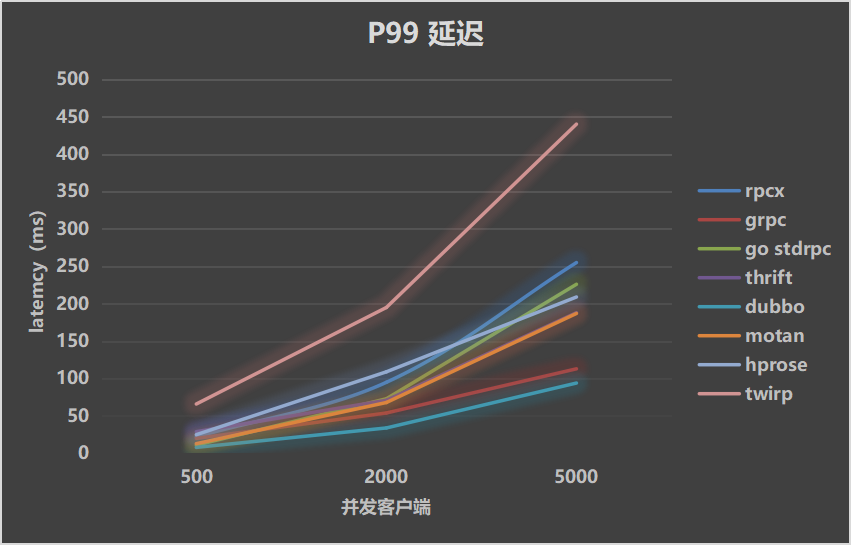 P99 延迟
500
450
400
350
300
250
200
150
100
50
0
latemcy (ms)
500 2000 5000
并发客户端
rpcx
grpc
go stdrpc
thrift
dubbo
motan
hprose
twirp